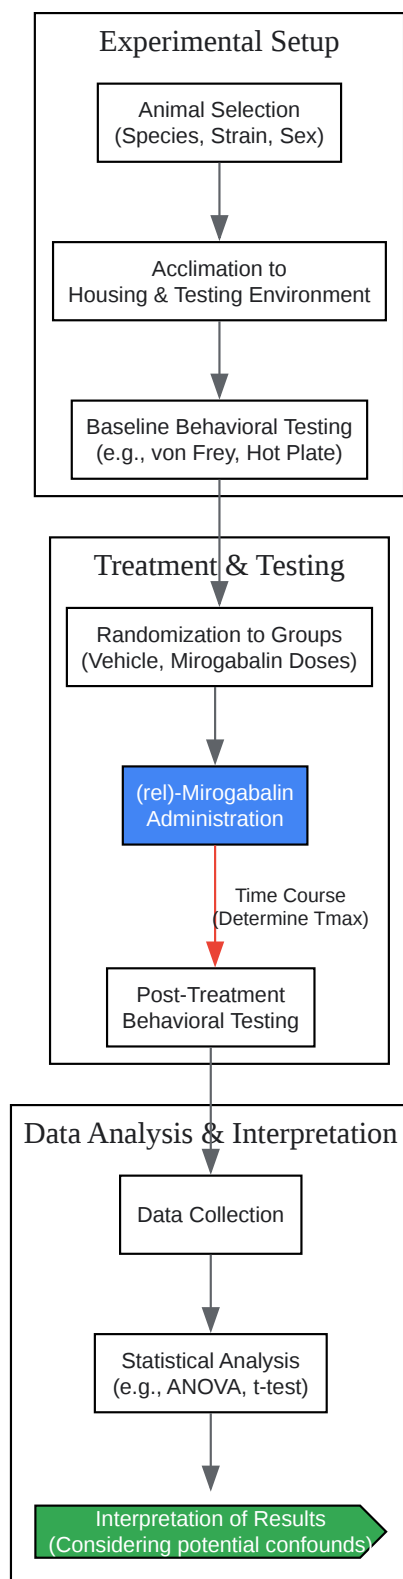 Experimental Setup
Animal Selection
(Species, Strain, Sex)
Acclimation to
Housing & Testing Environment
Baseline Behavioral Testing
(e.g., von Frey, Hot Plate)
Treatment & Testing
Randomization to Groups
(Vehicle, Mirogabalin Doses)
(rel)-Mirogabalin
Administration
Time Course
(Determine Tmax)
Post-Treatment
Behavioral Testing
Data Analysis & Interpretation
Data Collection
Statistical Analysis
(e.g., ANOVA, t-test)
Interpretation of Results
(Considering potential confounds)